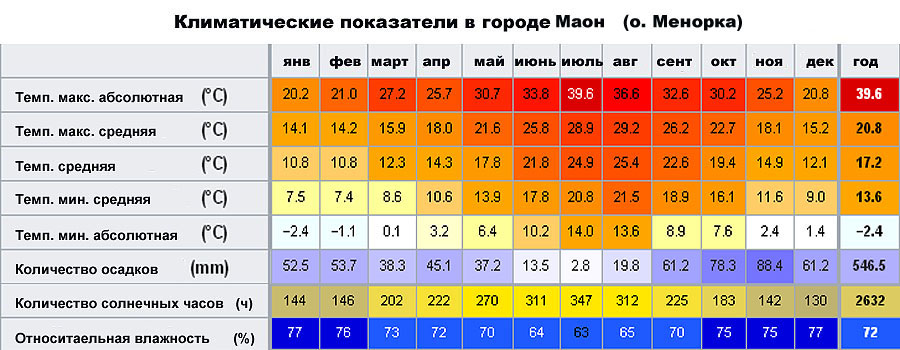 Климатические показатели в городе Маон (о. Менорка)
янв фев март апр май июнь июль авг сент окт ноя дек год
Темп. макс. абсолютная (°C) 20.2 21.0 27.2 25.7 30.7 33.8 39.6 36.6 32.6 30.2 25.2 20.8 39.6
Темп. макс. средняя (°C) 14.1 14.2 15.9 18.0 21.6 25.8 28.9 29.2 26.2 22.7 18.1 15.2 20.8
Темп. средняя (°C) 10.8 10.8 12.3 14.3 17.8 21.8 24.9 25.4 22.6 19.4 14.9 12.1 17.2
Темп. мин. средняя (°C) 7.5 7.4 8.6 10.6 13.9 17.8 20.8 21.5 18.9 16.1 11.6 9.0 13.6
Темп. мин. абсолютная (°C) −2.4 −1.1 0.1 3.2 6.4 10.2 14.0 13.6 8.9 7.6 2.4 1.4 −2.4
Количество осадков (mm) 52.5 53.7 38.3 45.1 37.2 13.5 2.8 19.8 61.2 78.3 88.4 61.2 546.5
Количество солнечных часов (ч) 144 146 202 222 270 311 347 312 225 183 142 130 2632
Относитаельная влажность (%) 77 76 73 72 70 64 63 65 70 75 75 77 72